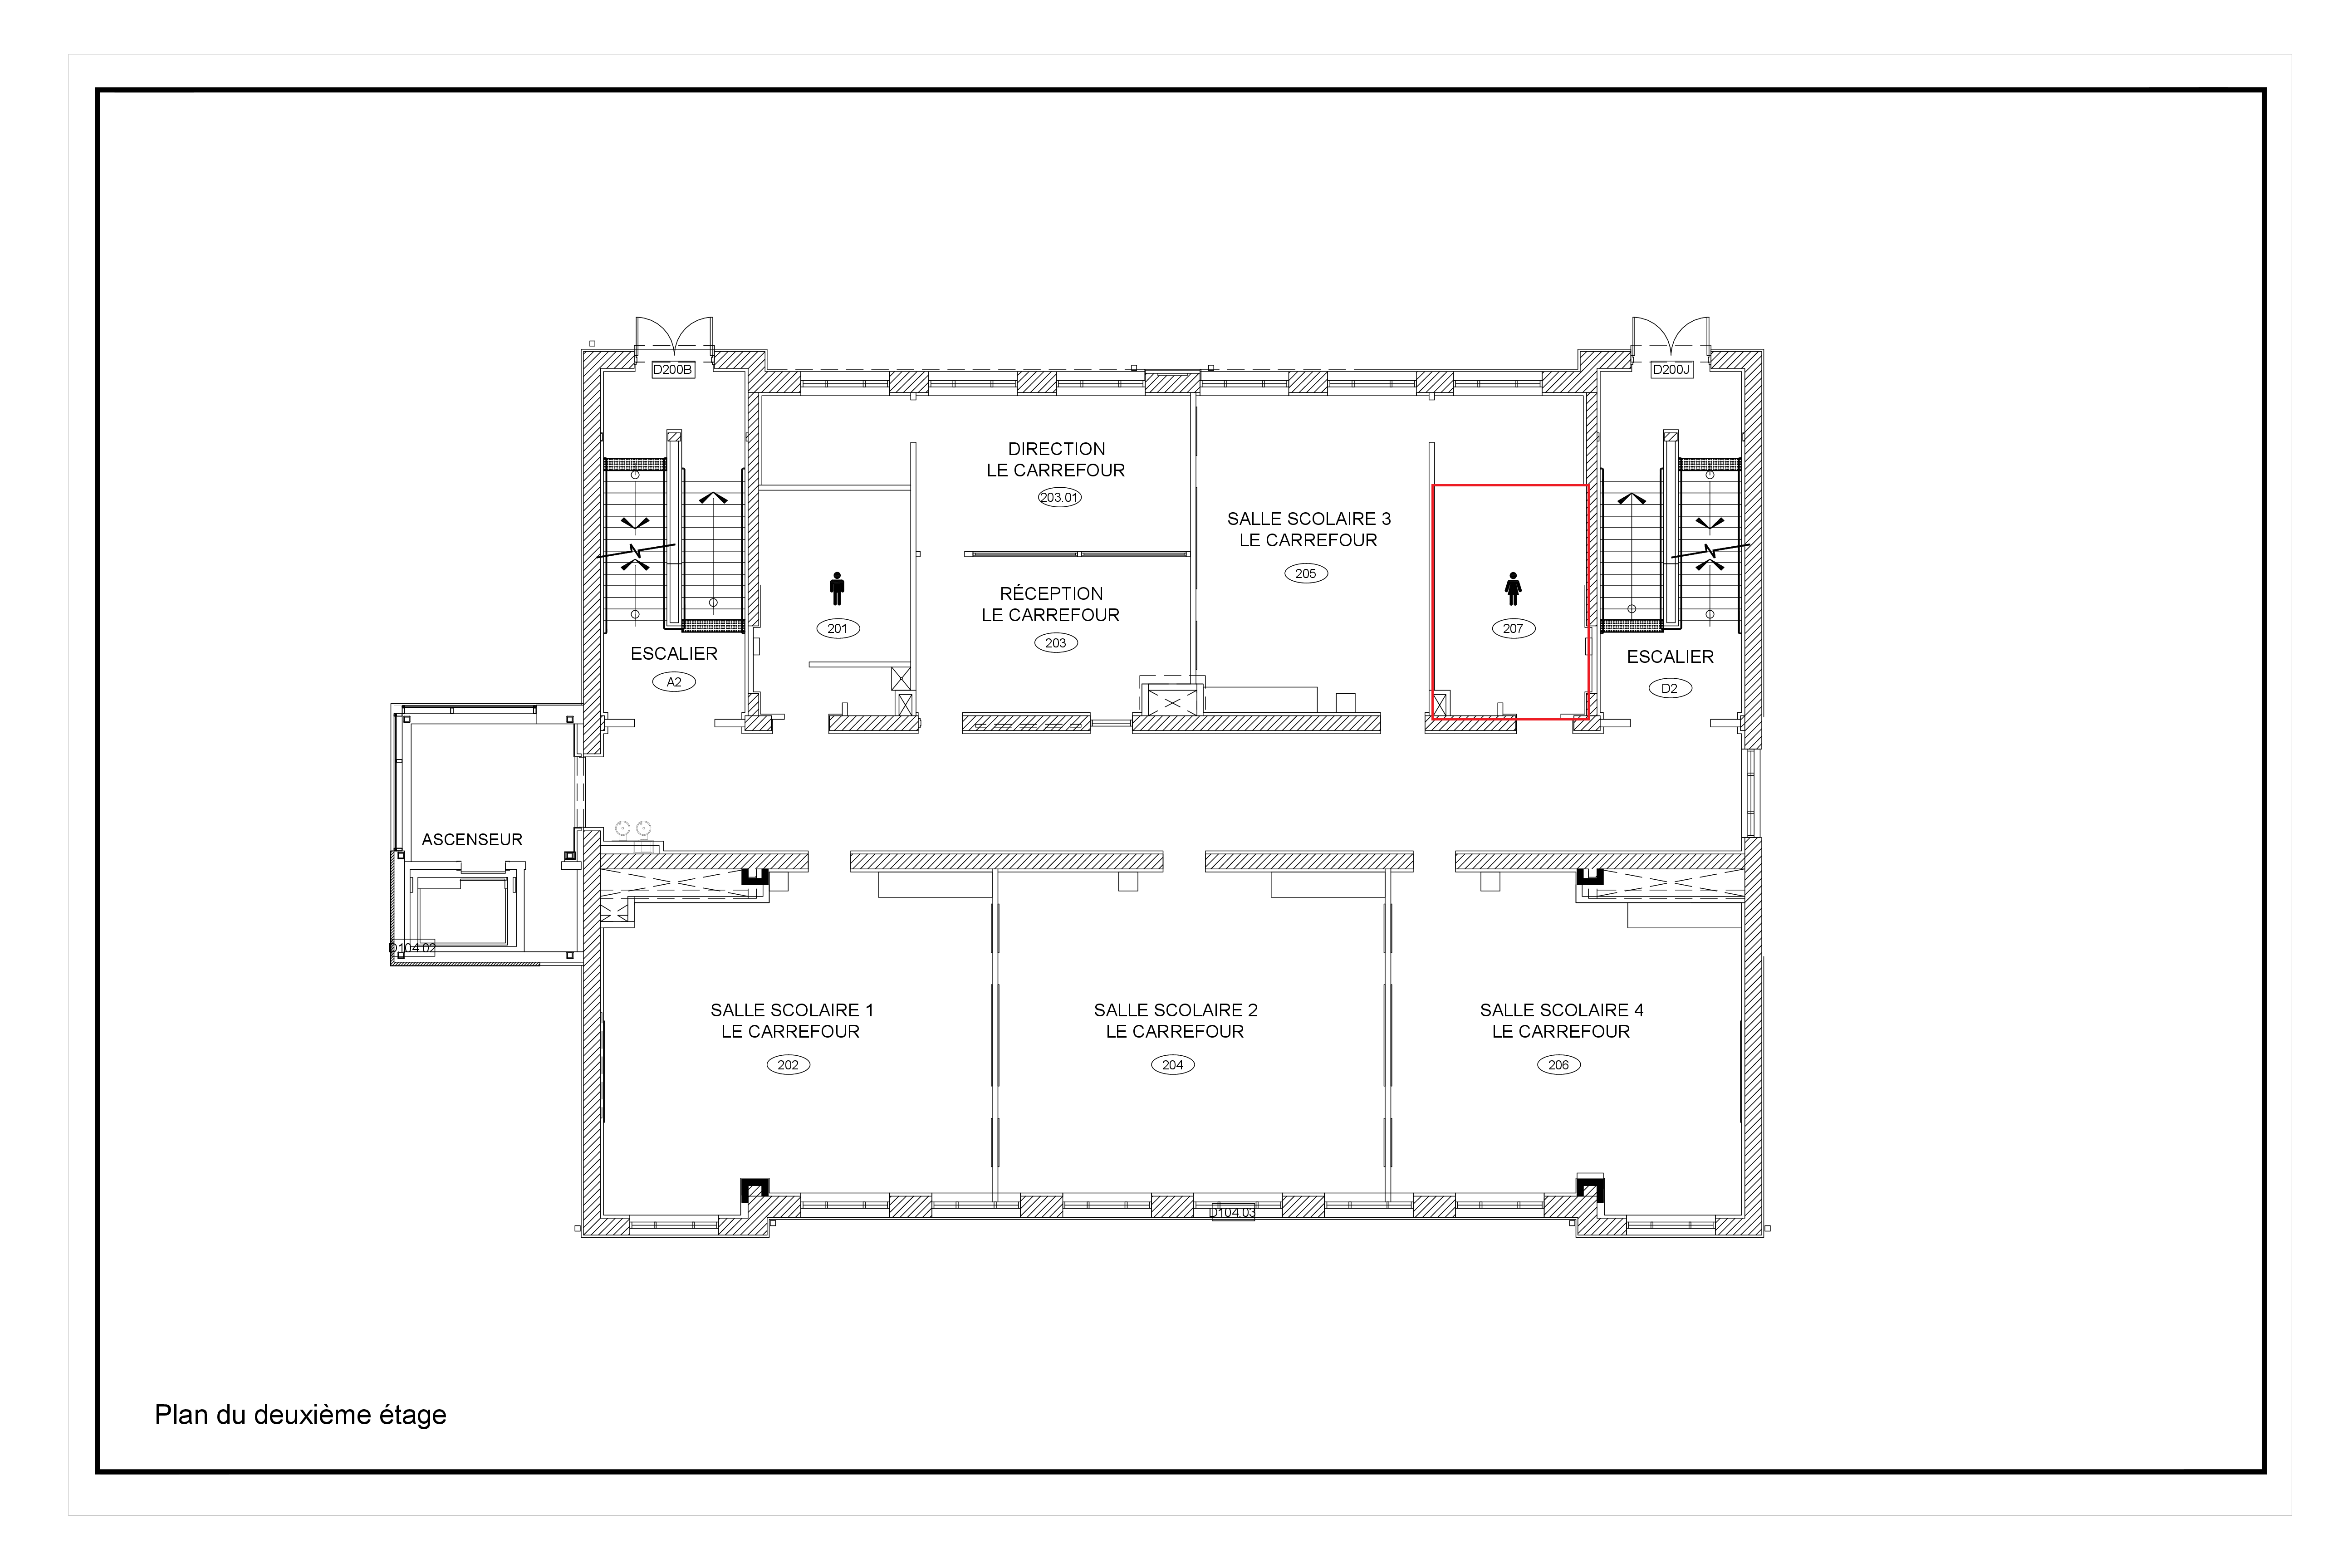 D200B
D200J
DIRECTION
LE CARREFOUR
203.01
SALLE SCOLAIRE 3
LE CARREFOUR
205
RÉCEPTION
LE CARREFOUR
203
201
207
ESCALIER
A2
ESCALIER
D2
ASCENSEUR
D104.02
SALLE SCOLAIRE 1
LE CARREFOUR
202
SALLE SCOLAIRE 2
LE CARREFOUR
204
SALLE SCOLAIRE 4
LE CARREFOUR
206
D104.03
Plan du deuxième étage